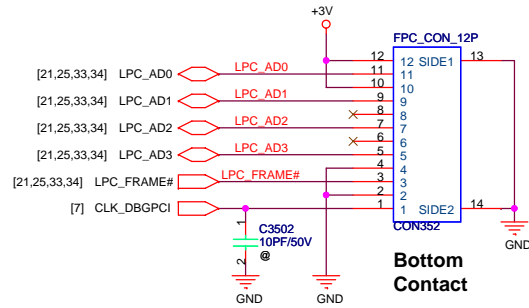 +3V
FPC_CON_12P
12 12 SIDE1 13
[21,25,33,34] LPC_AD0 LPC_AD0 11 11
10 10
[21,25,33,34] LPC_AD1 LPC_AD1 9 9
8 8
[21,25,33,34] LPC_AD2 LPC_AD2 7 7
6 6
[21,25,33,34] LPC_AD3 LPC_AD3 5 5
4 4
[21,25,33,34] LPC_FRAME# LPC_FRAME# 3 3
2 2
[7] CLK_DBGPCI 1 1 SIDE2 14
CON352
1 C3502
10PF/50V
2 @
GND
GND
GND
Bottom
Contact